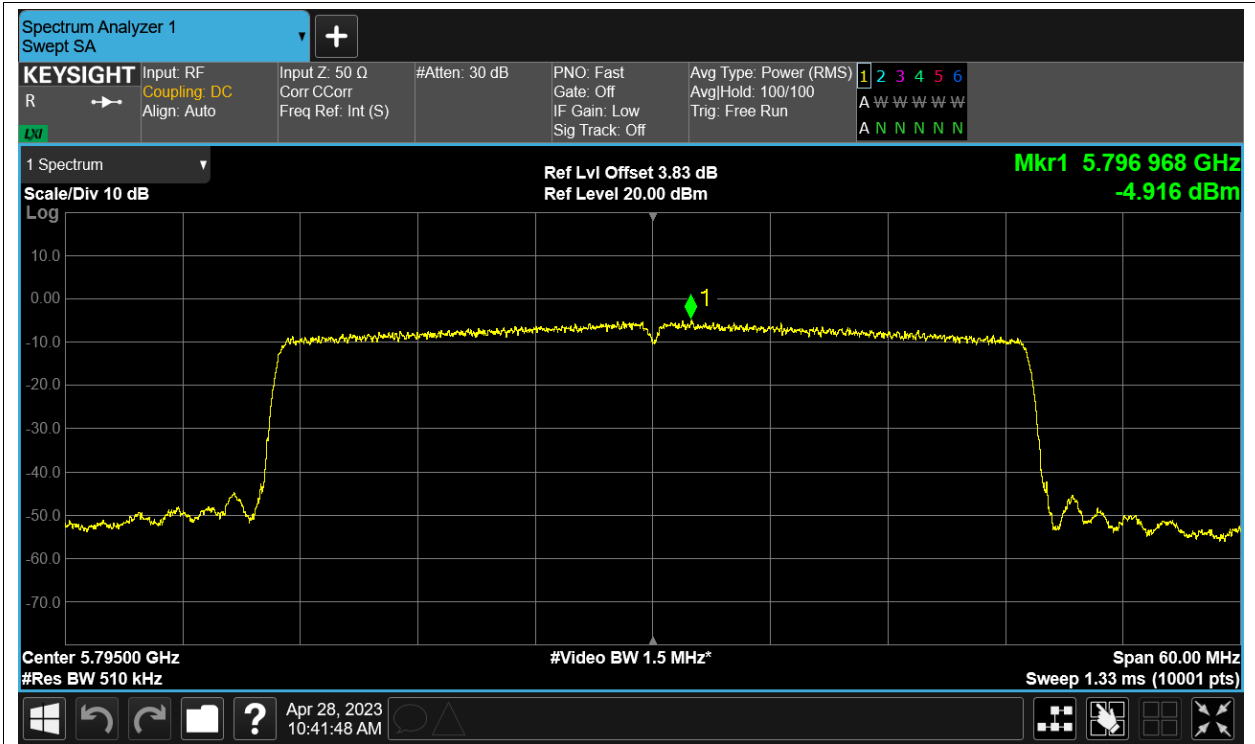 Spectrum Analyzer 1
Swept SA
▼
+
KEYSIGHT
R
LXI
Input: RF
Coupling: DC
Align: Auto
Input Z: 50 Ω
Corr CCorr
Freq Ref: Int (S)
#Atten: 30 dB
PNO: Fast
Gate: Off
IF Gain: Low
Sig Track: Off
Avg Type: Power (RMS)
Avg|Hold: 100/100
Trig: Free Run
1 2 3 4 5 6
A W W W W W
A N N N N N
1 Spectrum ▼
Ref Lvl Offset 3.83 dB
Mkr1 5.796 968 GHz
Scale/Div 10 dB
Ref Level 20.00 dBm
-4.916 dBm
Log
10.0
0.00
1
-10.0
-20.0
-30.0
-40.0
-50.0
-60.0
-70.0
Center 5.79500 GHz
#Video BW 1.5 MHz*
Span 60.00 MHz
#Res BW 510 kHz
Sweep 1.33 ms (10001 pts)
?
Apr 28, 2023
10:41:48 AM